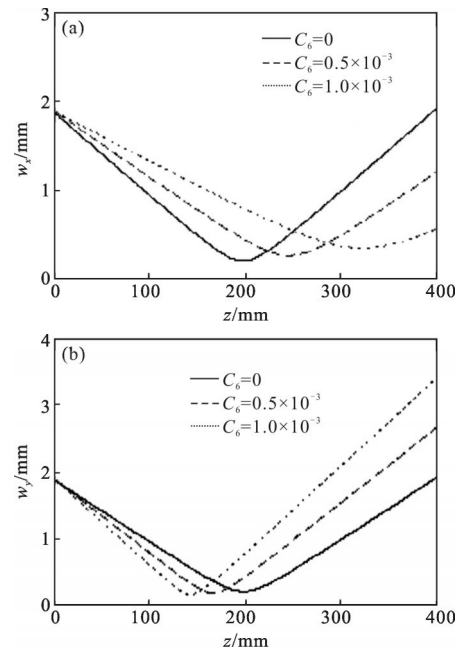 (a)
C₆=0
C₆=0.5×10⁻³
C₆=1.0×10⁻³
3
2
1
0
wₓ/mm
0 100 200 300 400
z/mm
(b)
C₆=0
C₆=0.5×10⁻³
C₆=1.0×10⁻³
4
3
2
1
0
w_y/mm
0 100 200 300 400
z/mm